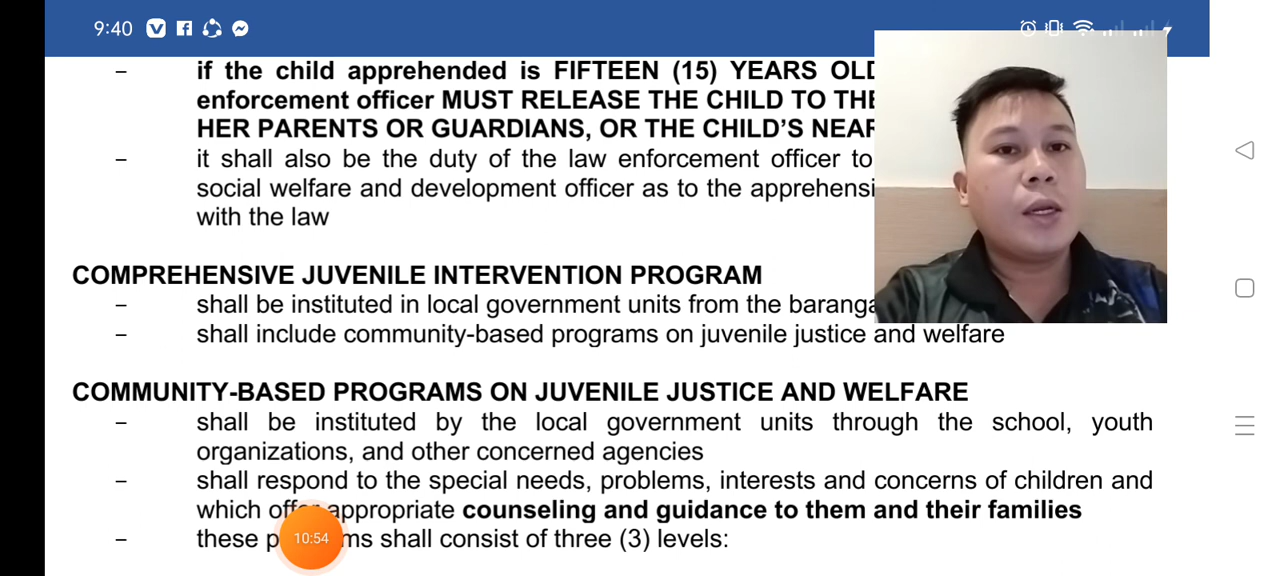 9:40
if the child apprehended is FIFTEEN (15) YEARS OLD
enforcement officer MUST RELEASE THE CHILD TO THE
HER PARENTS OR GUARDIANS, OR THE CHILD'S NEAR
– it shall also be the duty of the law enforcement officer to
social welfare and development officer as to the
with the law
COMPREHENSIVE JUVENILE INTERVENTION PROGRAM
– shall be instituted in local government units from the
– shall include community-based programs on juvenile justice and welfare
COMMUNITY-BASED PROGRAMS ON JUVENILE JUSTICE AND WELFARE
– shall be instituted by the local government units through the school, youth
organizations, and other concerned agencies
– shall respond to the special needs, problems, interests and concerns of children and
which offer appropriate counseling and guidance to them and their families
– these shall consist of three (3) levels:
10:54